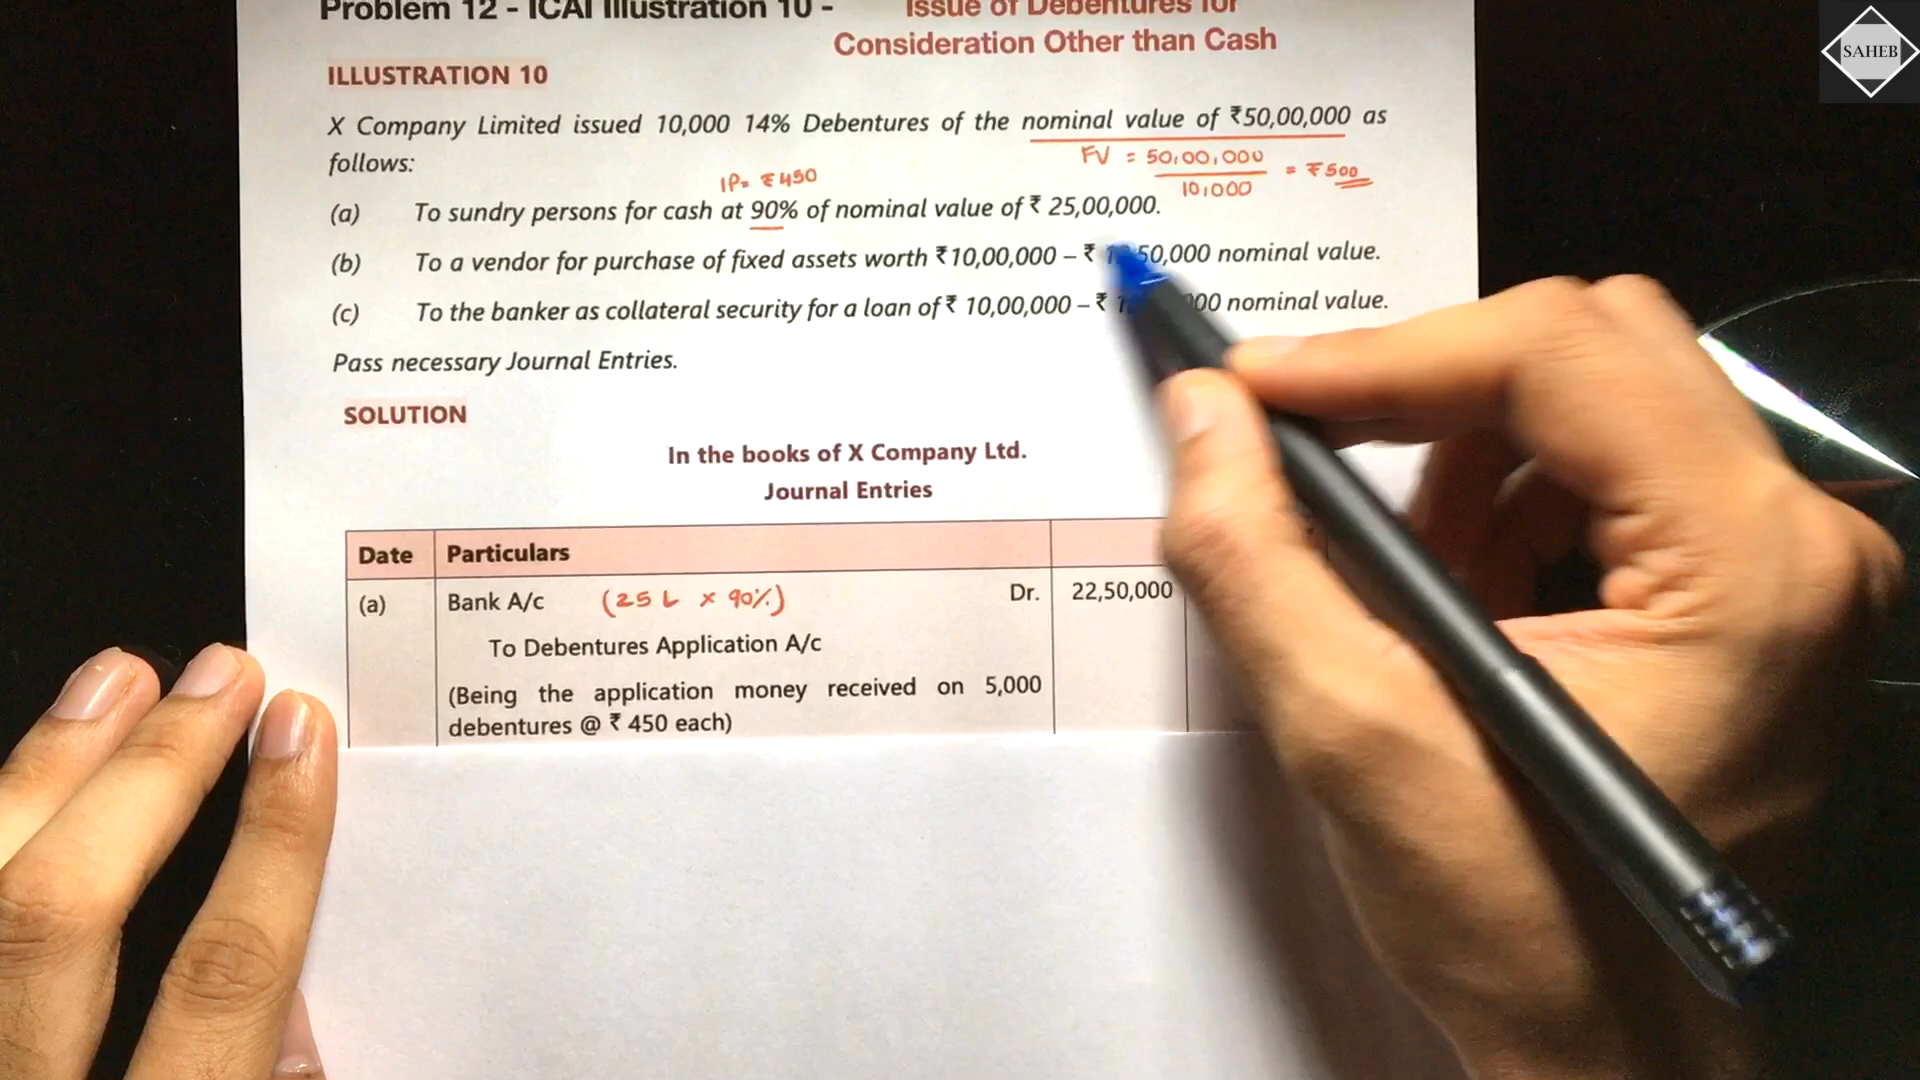 Problem 12 - ICAI Illustration 10 - Issue of Debentures for
Consideration Other than Cash
ILLUSTRATION 10
X Company Limited issued 10,000 14% Debentures of the nominal value of ₹50,00,000 as
follows:
FV = 50,00,000 / 10,000 = ₹500
IP = ₹450
(a) To sundry persons for cash at 90% of nominal value of ₹ 25,00,000.
(b) To a vendor for purchase of fixed assets worth ₹10,00,000 – ₹ 50,000 nominal value.
(c) To the banker as collateral security for a loan of ₹ 10,00,000 – ₹ nominal value.
Pass necessary Journal Entries.
SOLUTION
In the books of X Company Ltd.
Journal Entries
Date Particulars
(a) Bank A/c (25 L x 90%) Dr. 22,50,000
To Debentures Application A/c
(Being the application money received on 5,000
debentures @ ₹ 450 each)
SAHEB